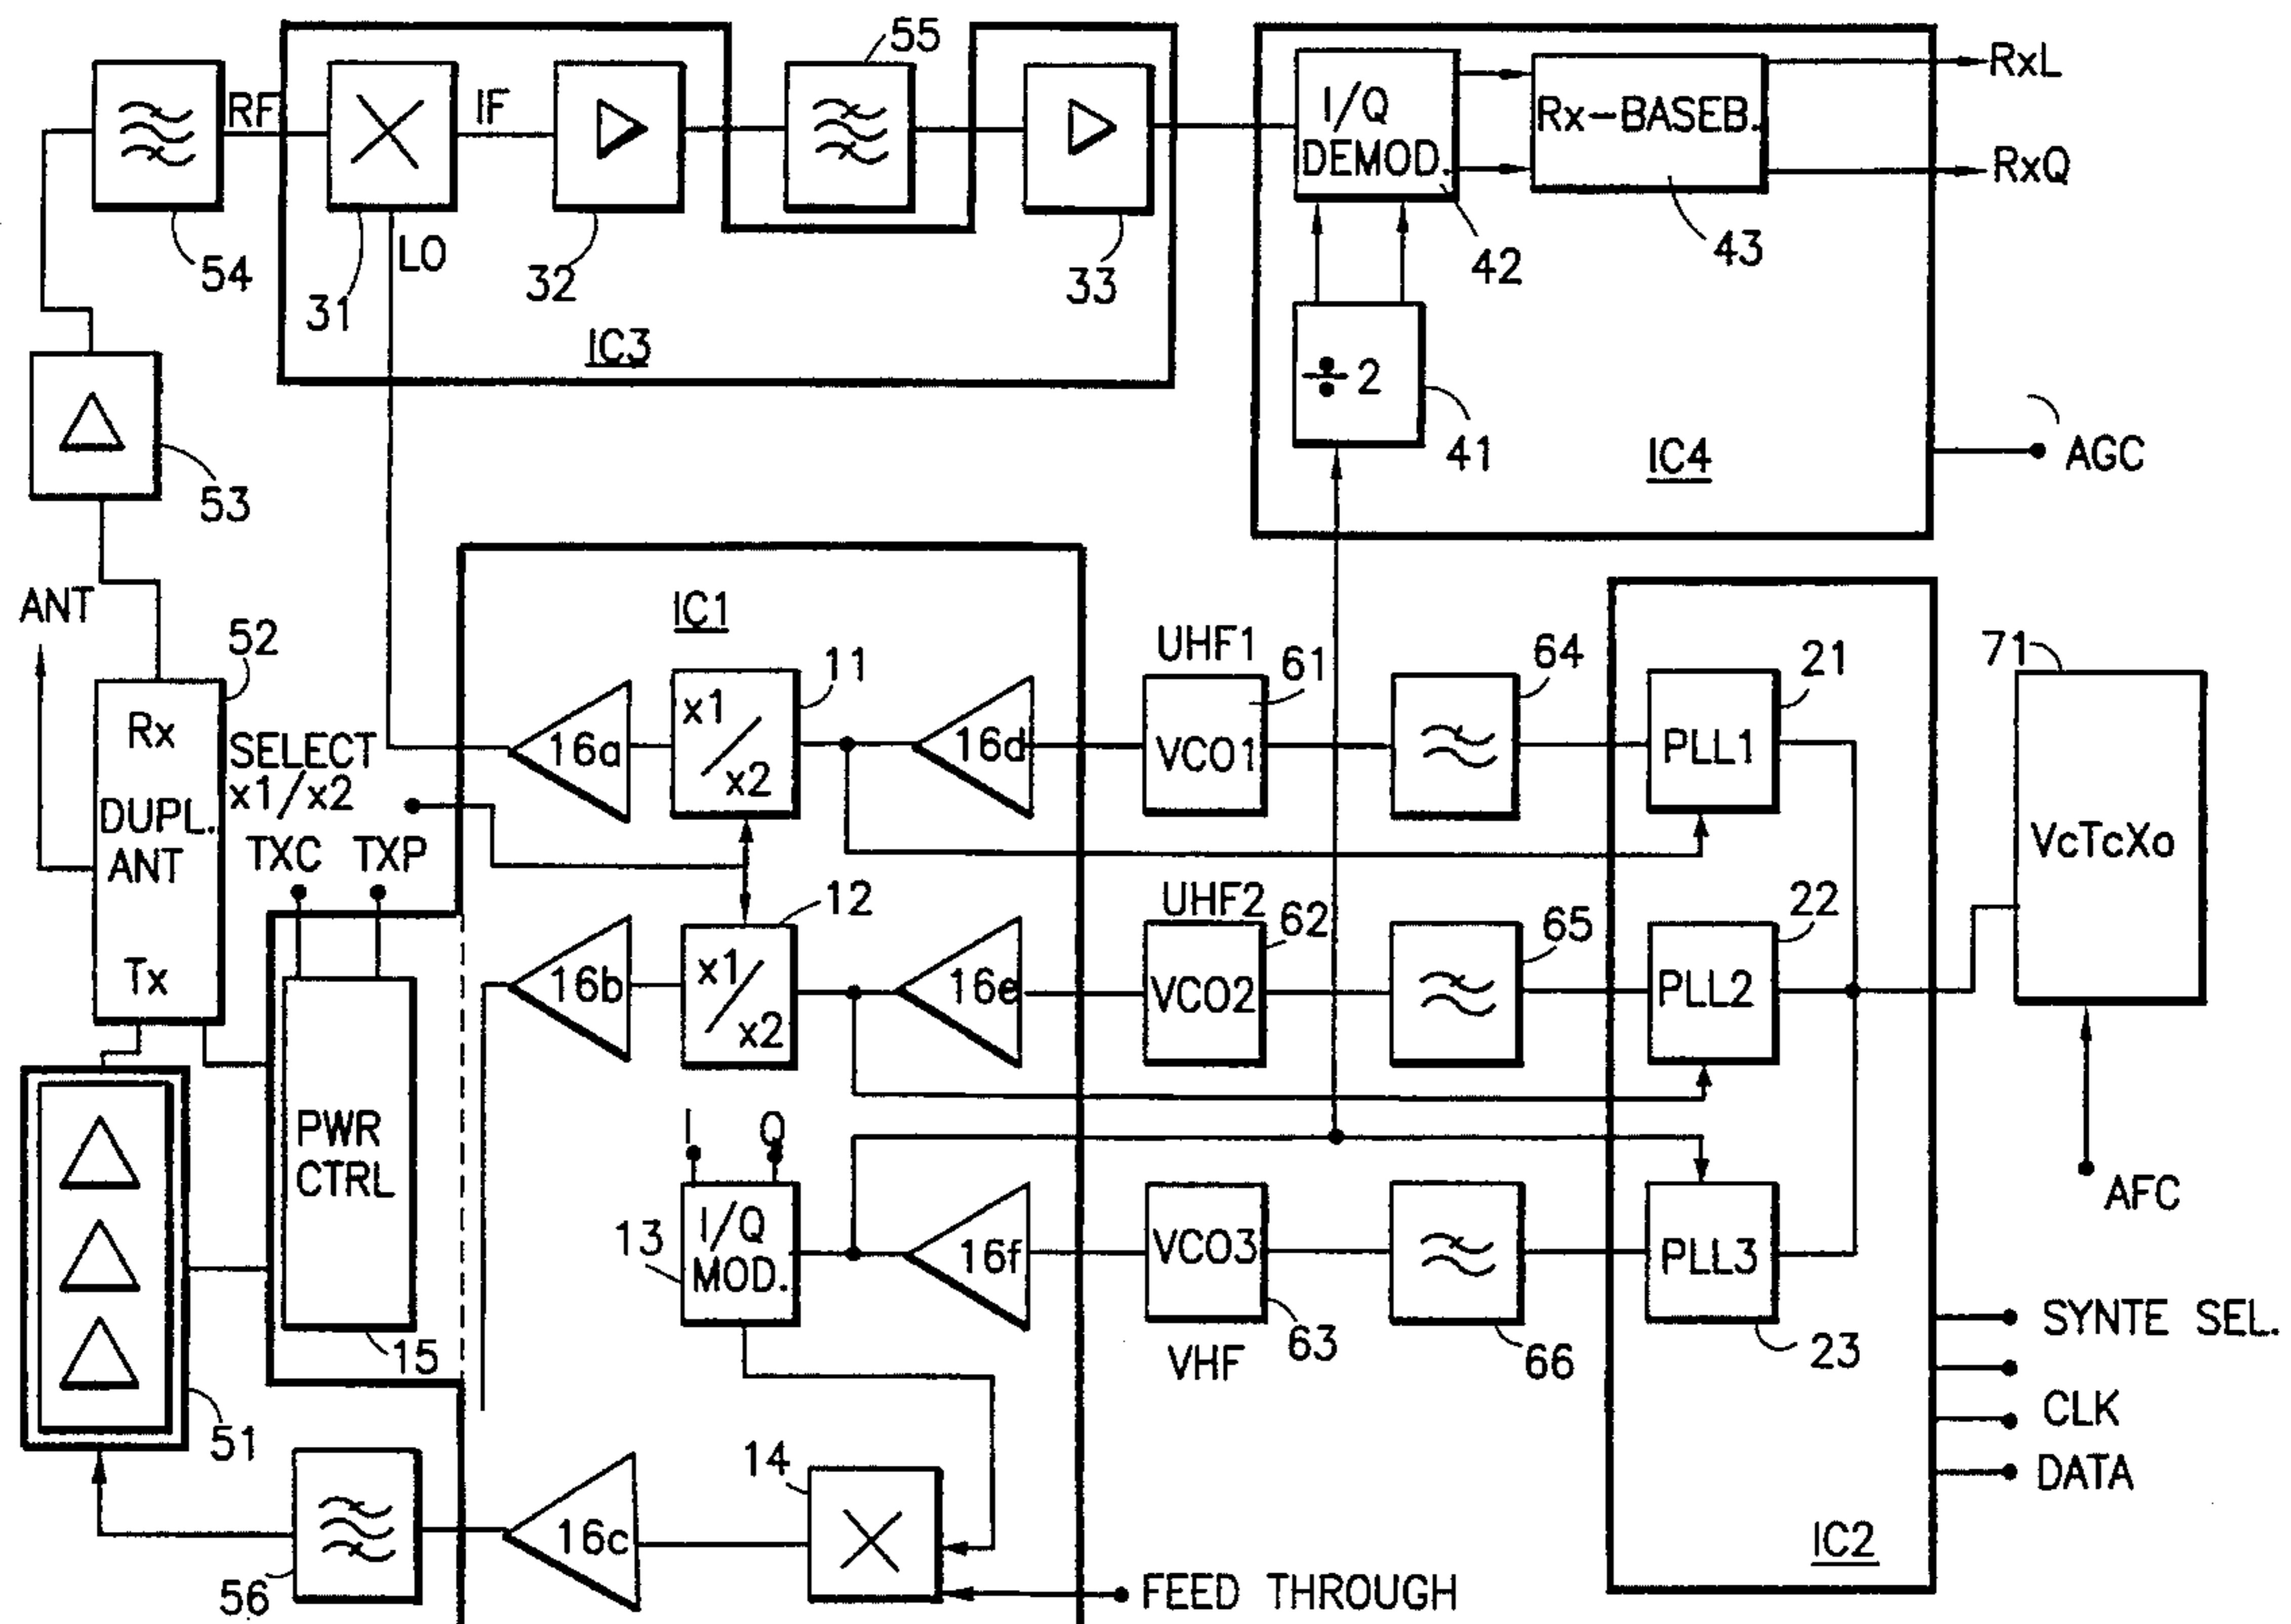 55
RxL
RF
IF
I/Q
DEMOD.
Rx-BASEB.
RxQ
LO
54
31
32
33
42
43
IC3
÷2
53
41
IC4
AGC
ANT
52
IC1
UHF1
64
21
71
11
61
Rx
SELECT
x1/x2
16a
x1
/
x2
16d
VCO1
PLL1
VcTcXo
DUPL.
ANT
TXC
TXP
12
UHF2
62
65
22
Tx
16b
x1
/
x2
16e
VCO2
PLL2
PWR
CTRL
I
Q
AFC
13
I/Q
MOD.
16f
VCO3
PLL3
SYNTE SEL.
15
VHF
63
66
23
51
CLK
14
DATA
16c
IC2
56
FEED THROUGH